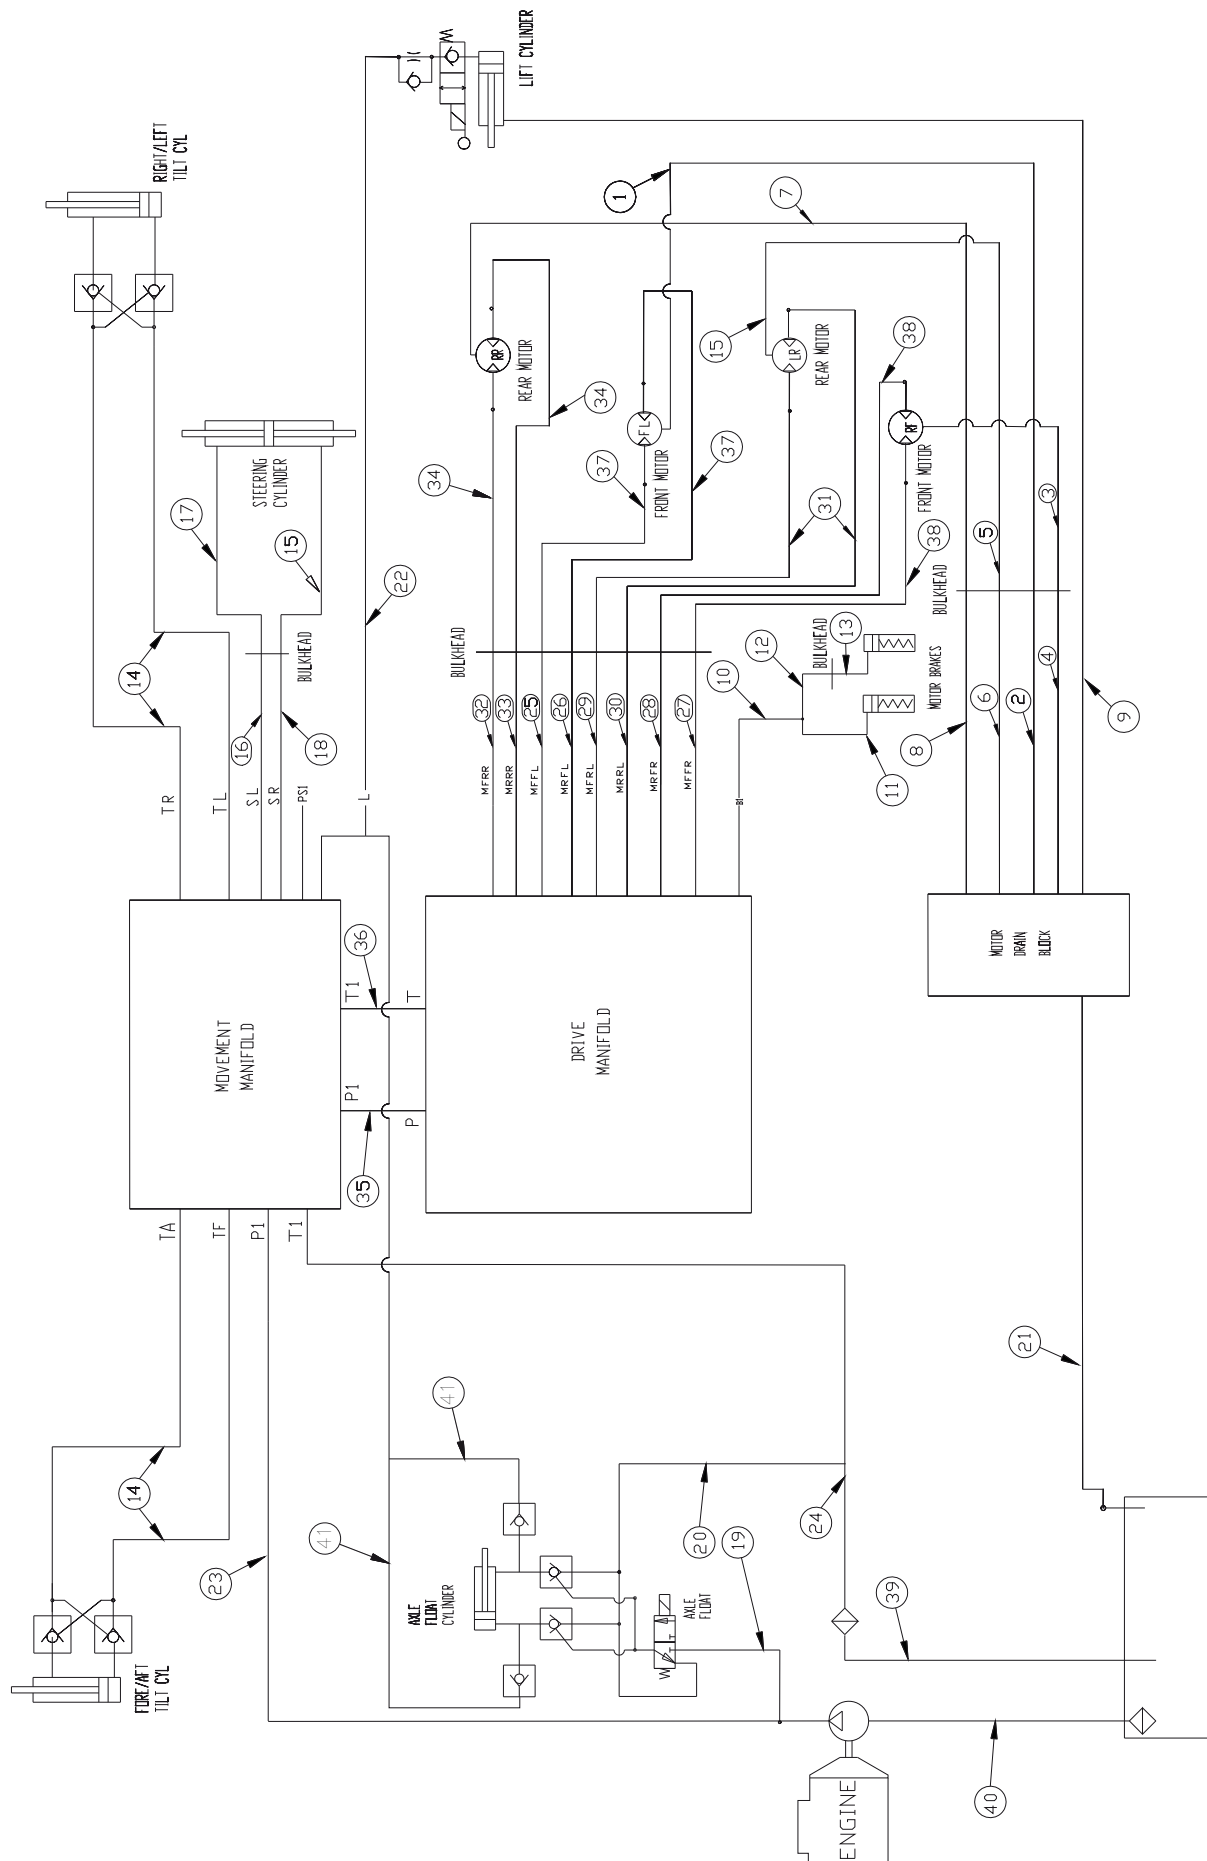 LIFT CYLINDER
RIGHT/LEFT
TILT CYL
1
7
34
REAR MOTOR
RR
15
REAR MOTOR
LR
38
34
37
FL
FRONT MOTOR
37
31
RF
FRONT MOTOR
38
3
5
BULKHEAD
17
STEERING
CYLINDER
15
22
14
BULKHEAD
BULKHEAD
12
BULKHEAD
13
10
MOTOR BRAKES
11
4
2
6
8
9
16
18
32
33
25
26
29
30
28
27
TR
TL
SL
SR
PS1
L
MFRR
MRRR
MFFL
MRFL
MFRL
MRRL
MRFR
MFFR
B1
MOVEMENT
MANIFOLD
36
T1
T
P1
P
35
DRIVE
MANIFOLD
MOTOR
DRAIN
BLOCK
TA
TF
P1
T1
21
14
23
41
41
AXLE
FLOAT
CYLINDER
AXLE
FLOAT
20
19
24
39
40
FORE/AFT
TILT CYL
ENGINE